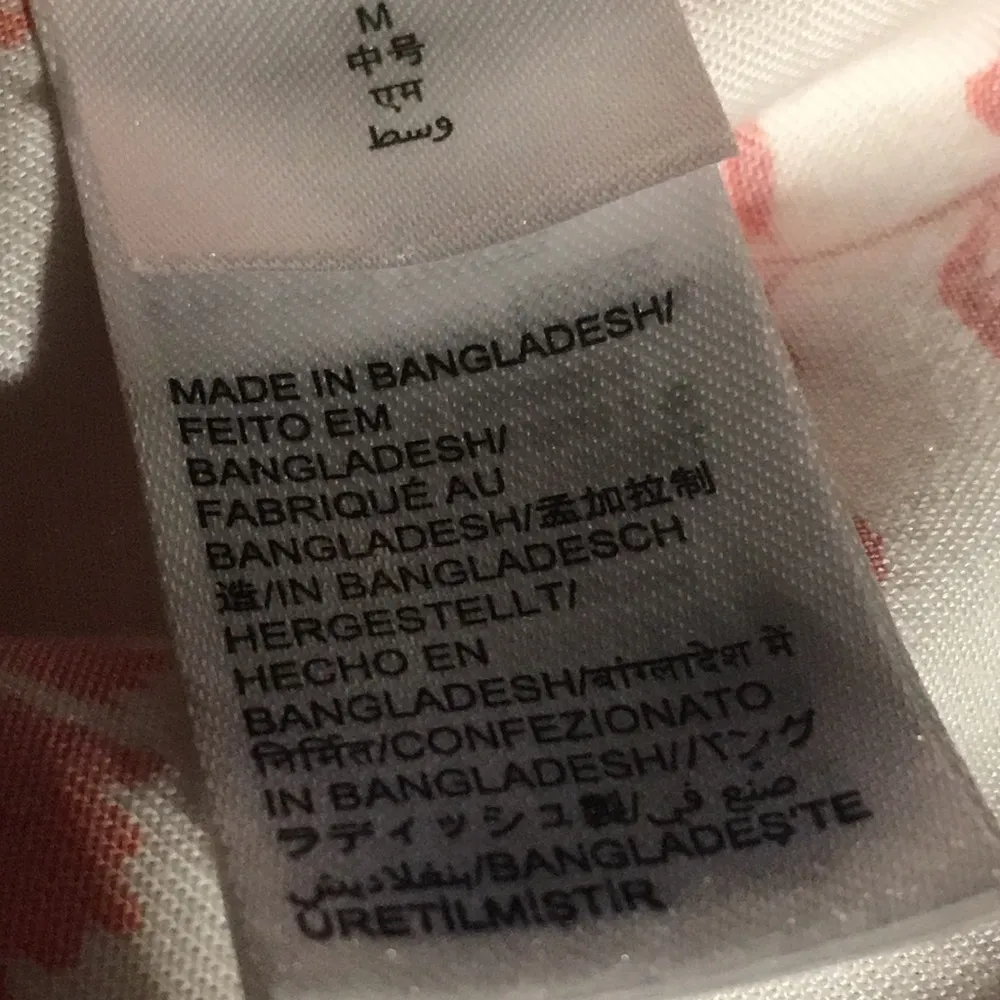 M
中号
एम
وسط
MADE IN BANGLADESH/
FEITO EM
BANGLADESH/
FABRIQUÉ AU
BANGLADESH/孟加拉制
造/IN BANGLADESCH
HERGESTELLT/
HECHO EN
BANGLADESH/बांग्लादेश में
निर्मित/CONFEZIONATO
IN BANGLADESH/バング
ラディッシュ製/صنع في
بنغلاديش/BANGLADEŞ'TE
ÜRETİLMİŞTİR